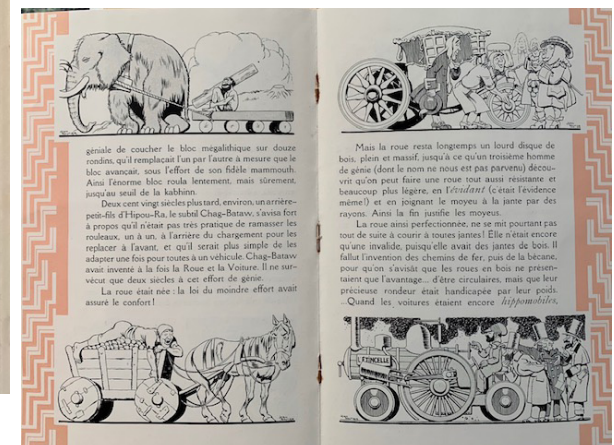 géniale de coucher le bloc mégalithique sur douze
rondins, qu'il remplaçait l'un par l'autre à mesure que le
bloc avançait, sous l'effort de son fidèle mammouth.
Ainsi l'énorme bloc roula lentement, mais sûrement,
jusqu'au seuil de la kabhinn.
Deux cent vingt siècles plus tard, environ, un arrière-
petit-fils d'Hipou-Ra, le subtil Chag-Bataw, s'avisa fort
à propos qu'il n'était pas très pratique de ramasser les
rouleaux, un à un, à l'arrière du chargement pour les
replacer à l'avant, et qu'il serait plus simple de les
adapter une fois pour toutes à un véhicule. Chag-Bataw
avait inventé à la fois la Roue et la Voiture. Il ne sur-
vécut que deux siècles à cet effort de génie.
La roue était née : la loi du moindre effort avait
assuré le confort !
Mais la roue resta longtemps un lourd disque de
bois, plein et massif, jusqu'à ce qu'un troisième homme
de génie (dont le nom ne nous est pas parvenu) décou-
vrit qu'on peut faire une roue tout aussi résistante et
beaucoup plus légère, en l'évidant (c'était l'évidence
même !) et en joignant le moyeu à la jante par des
rayons. Ainsi la fin justifie les moyeus.
La roue ainsi perfectionnée, ne se mit pourtant pas
tout de suite à courir à toutes jantes ! Elle n'était encore
qu'une invalide, puisqu'elle avait des jantes de bois. Il
fallut l'invention des chemins de fer, puis de la bécane,
pour qu'on s'avisât que les roues en bois ne présen-
taient que l'avantage... d'être circulaires, mais que leur
précieuse rondeur était handicapée par leur poids.
...Quand les voitures étaient encore hippomobiles,
L'ÉTINCELLE